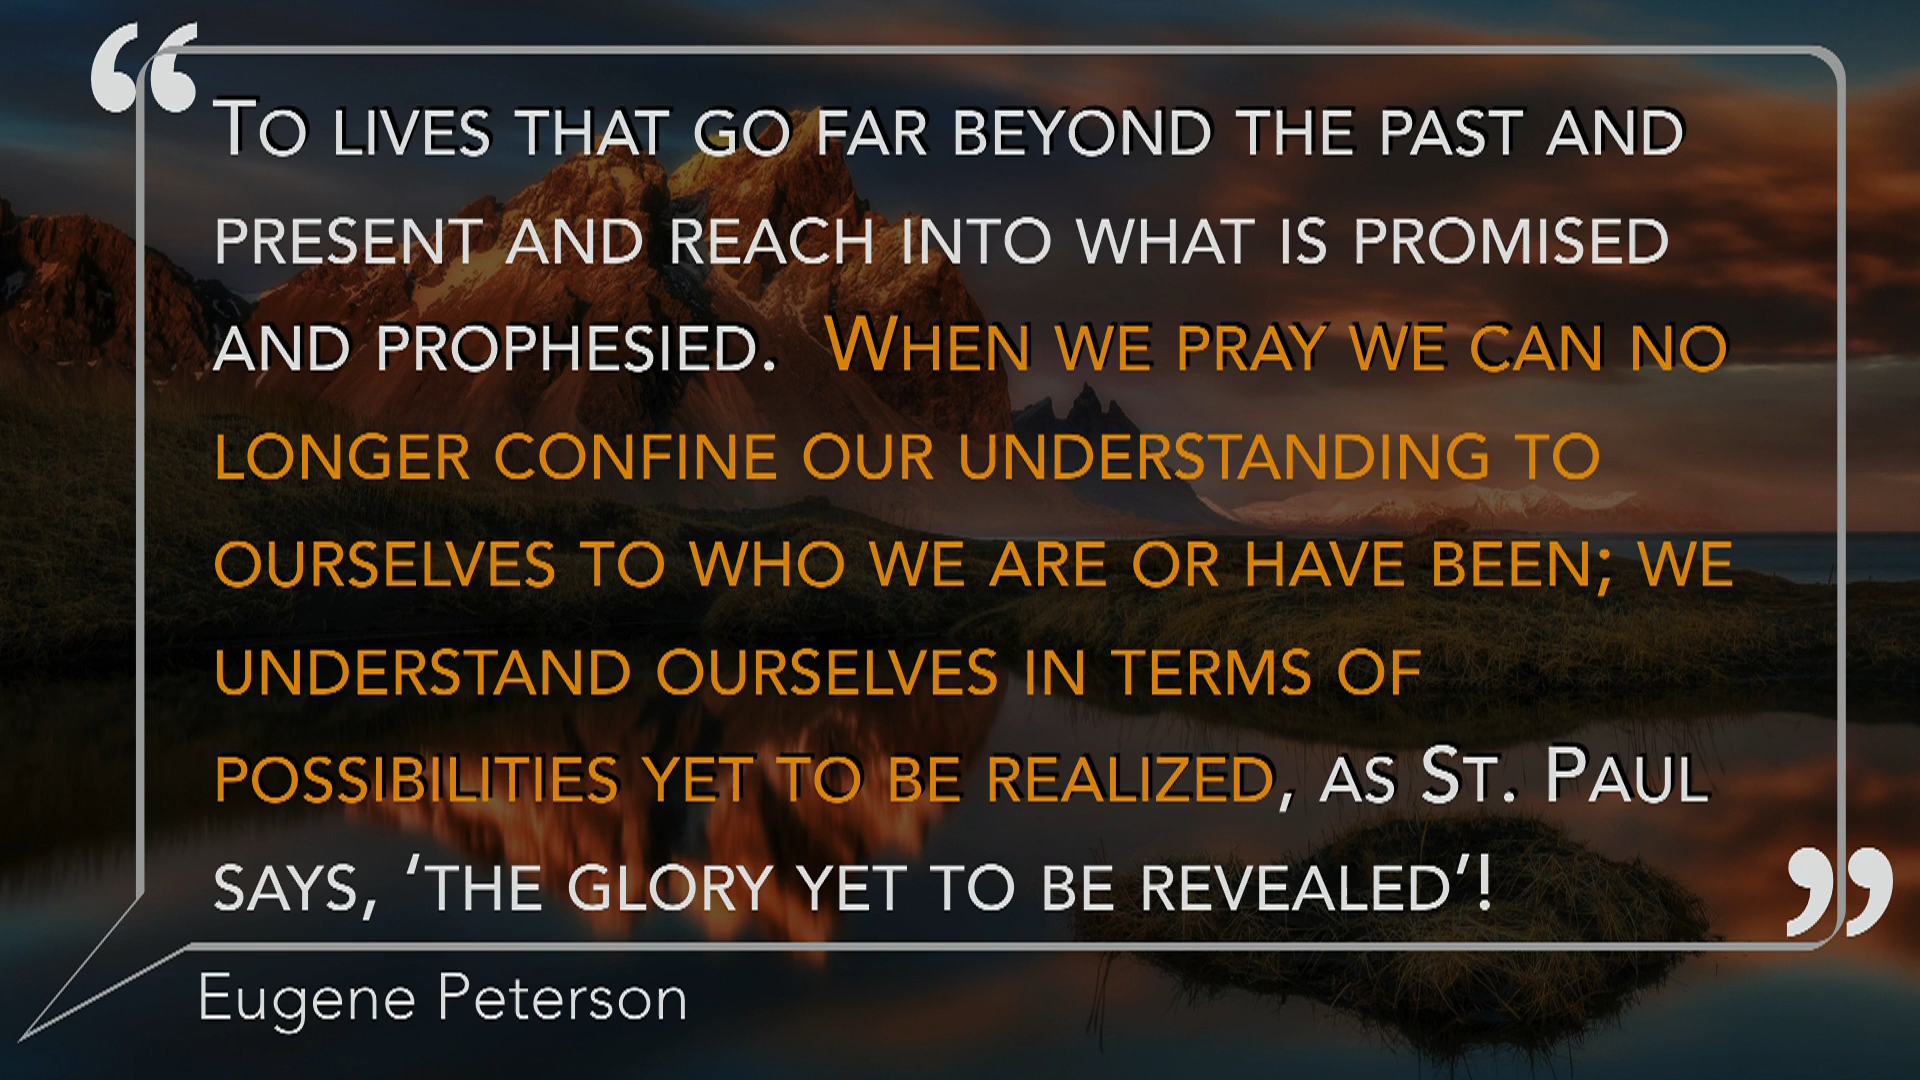 “
To lives that go far beyond the past and
present and reach into what is promised
and prophesied. When we pray we can no
longer confine our understanding to
ourselves to who we are or have been; we
understand ourselves in terms of
possibilities yet to be realized, as St. Paul
says, ‘the glory yet to be revealed’!
”
Eugene Peterson